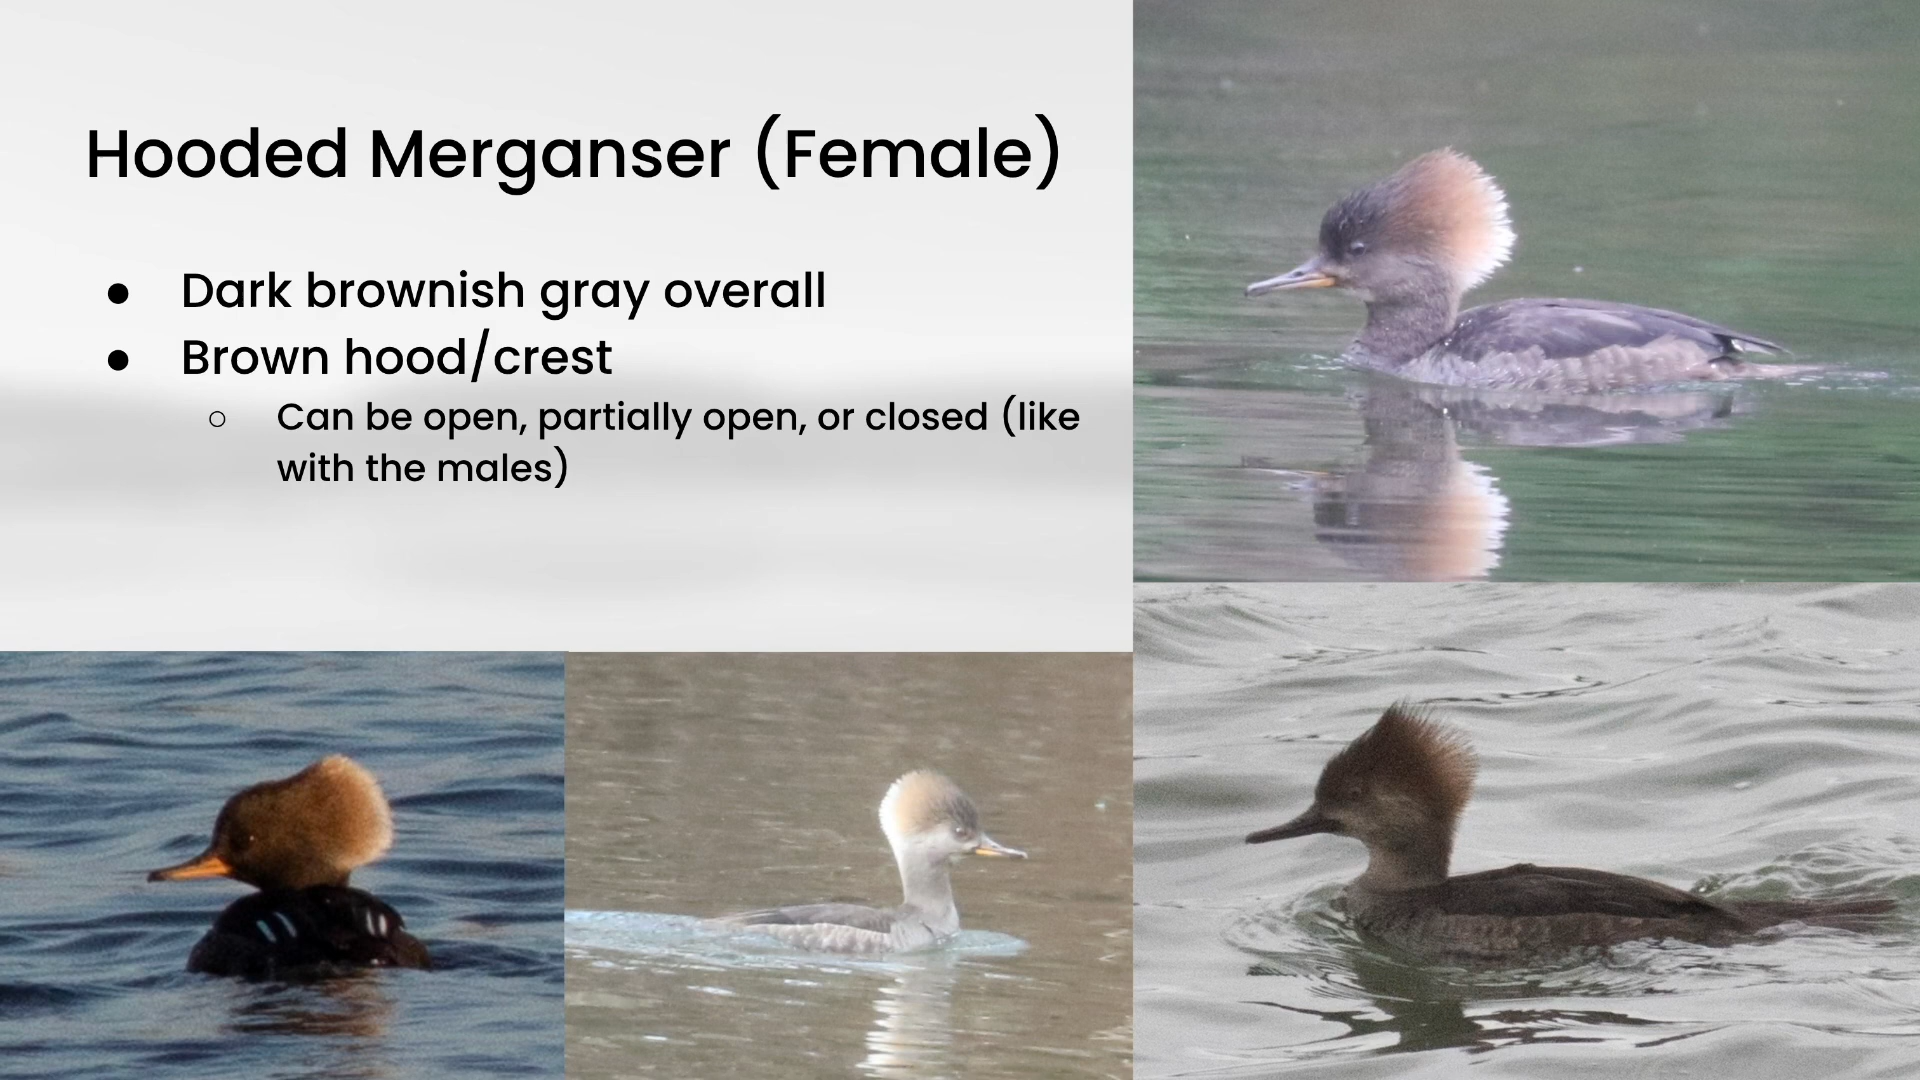 Hooded Merganser (Female)
● Dark brownish gray overall
● Brown hood/crest
○ Can be open, partially open, or closed (like
with the males)